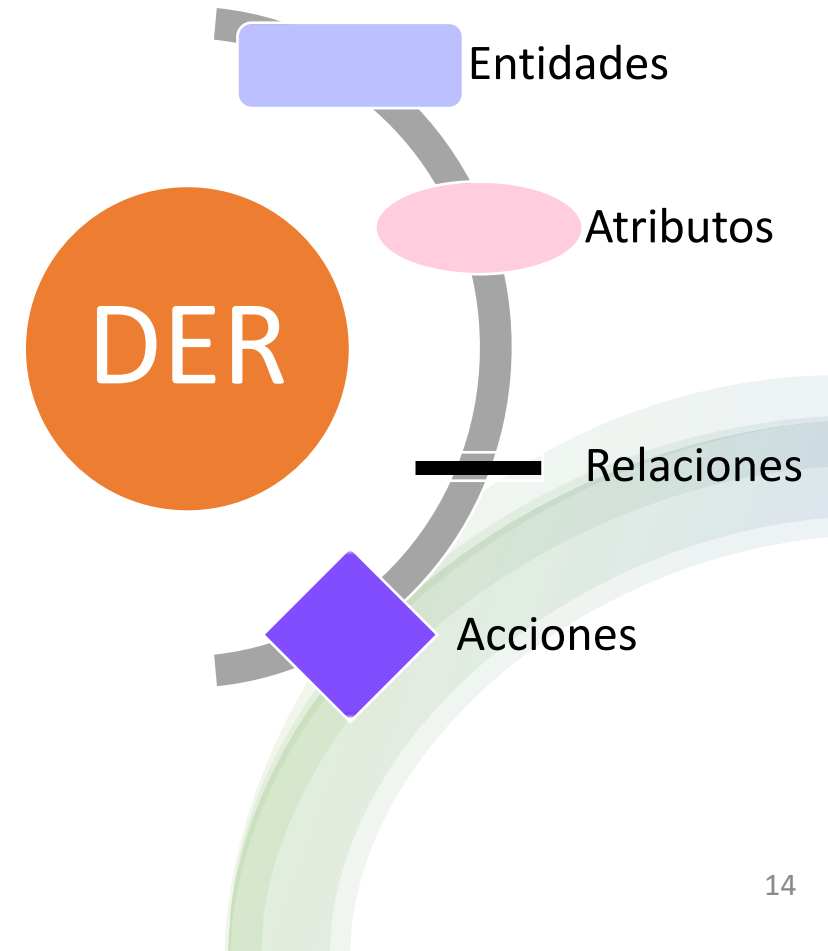 Entidades
Atributos
DER
Relaciones
Acciones
14